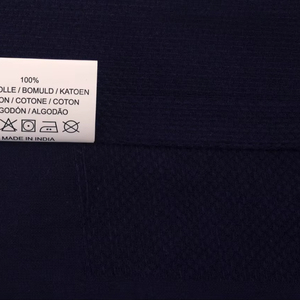 100%
OLLE / BOMULD / KATOEN
ON / COTONE / COTON
GODÓN / ALGODÃO
MADE IN INDIA